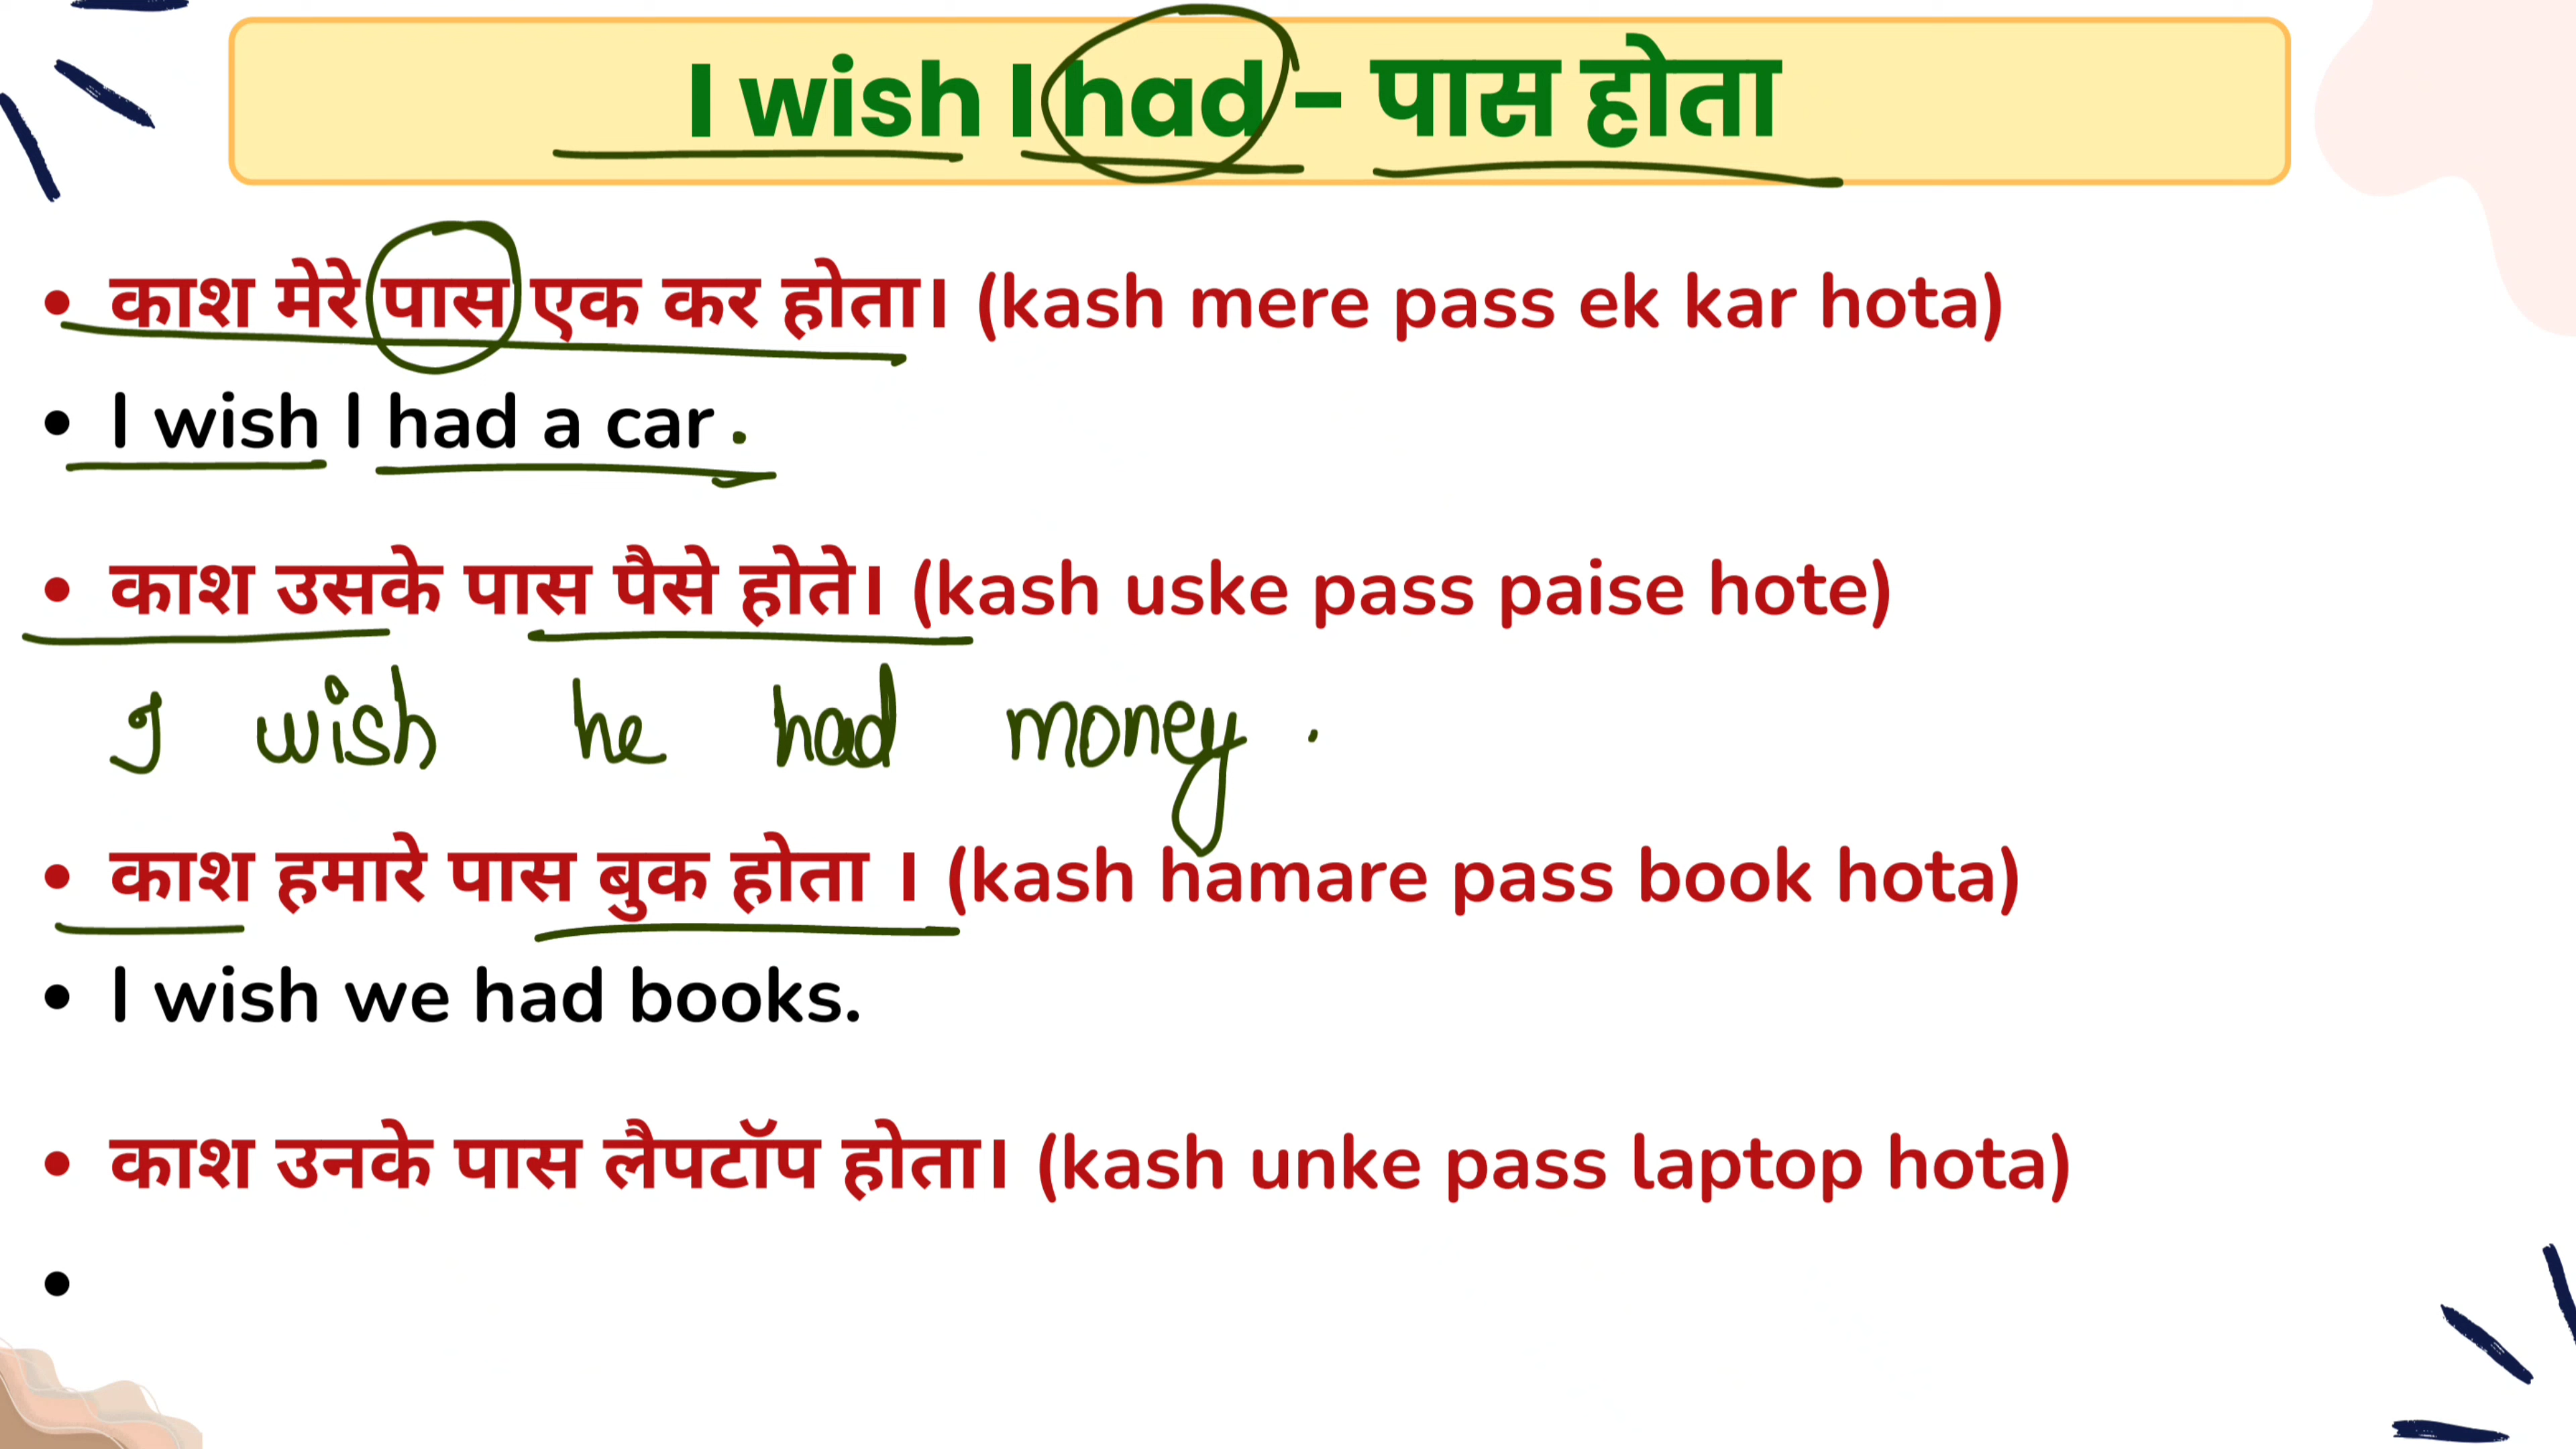 I wish I had - पास होता
• काश मेरे पास एक कर होता। (kash mere pass ek kar hota)
• I wish I had a car .
• काश उसके पास पैसे होते। (kash uske pass paise hote)
I wish he had money .
• काश हमारे पास बुक होता । (kash hamare pass book hota)
• I wish we had books.
• काश उनके पास लैपटॉप होता। (kash unke pass laptop hota)
•